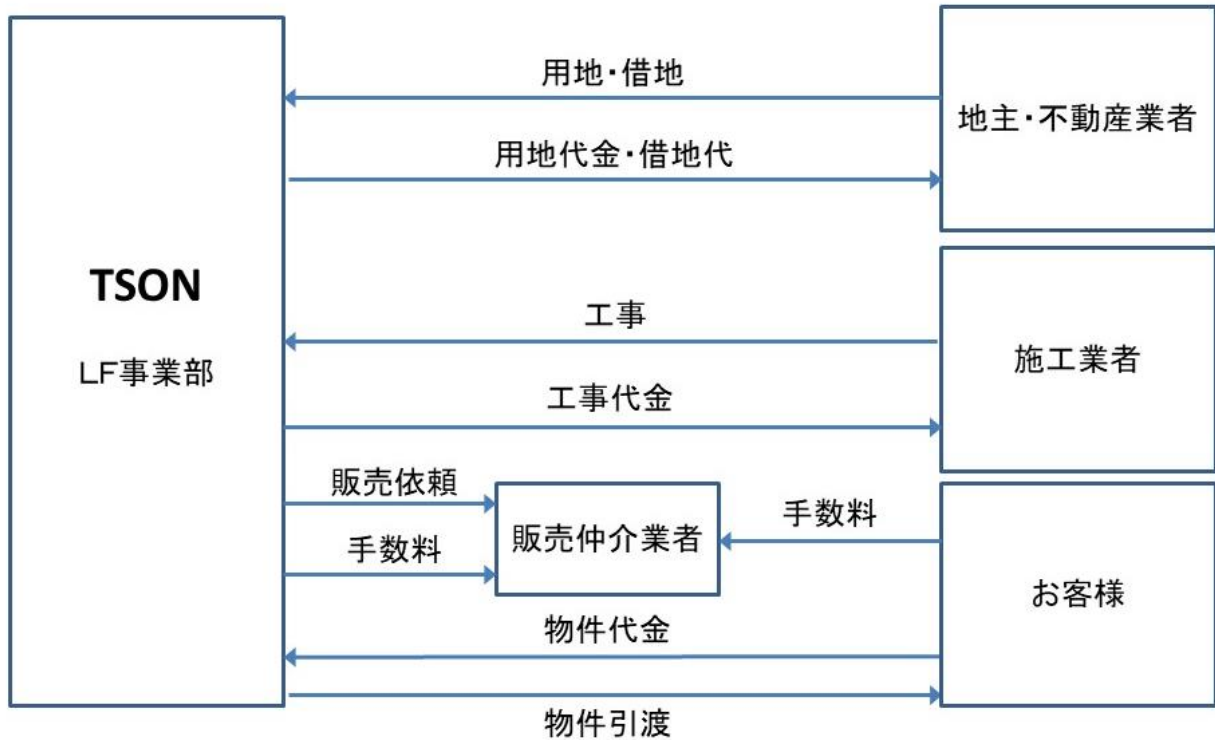 用地・借地
地主・不動産業者
用地代金・借地代
TSON
LF事業部
工事
施工業者
工事代金
販売依頼
手数料
販売仲介業者
手数料
お客様
物件代金
物件引渡